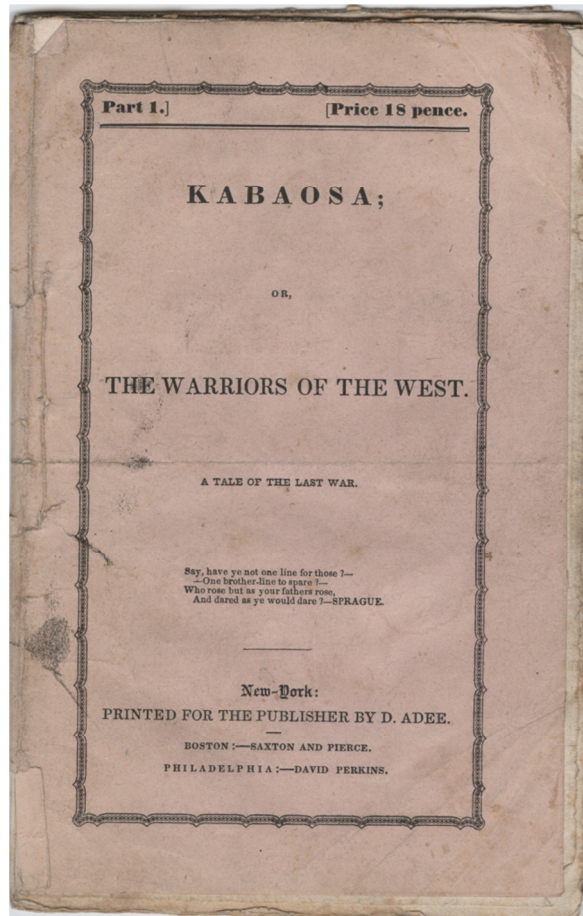 Part 1.] [Price 18 pence.
KABAOSA;
OR,
THE WARRIORS OF THE WEST.
A TALE OF THE LAST WAR.
Say, have ye not one line for those ?—
—One brother-line to spare ?—
Who rose but as your fathers rose,
And dared as ye would dare ?—SPRAGUE.
New-York:
PRINTED FOR THE PUBLISHER BY D. ADEE.
BOSTON :—SAXTON AND PIERCE.
PHILADELPHIA:—DAVID PERKINS.